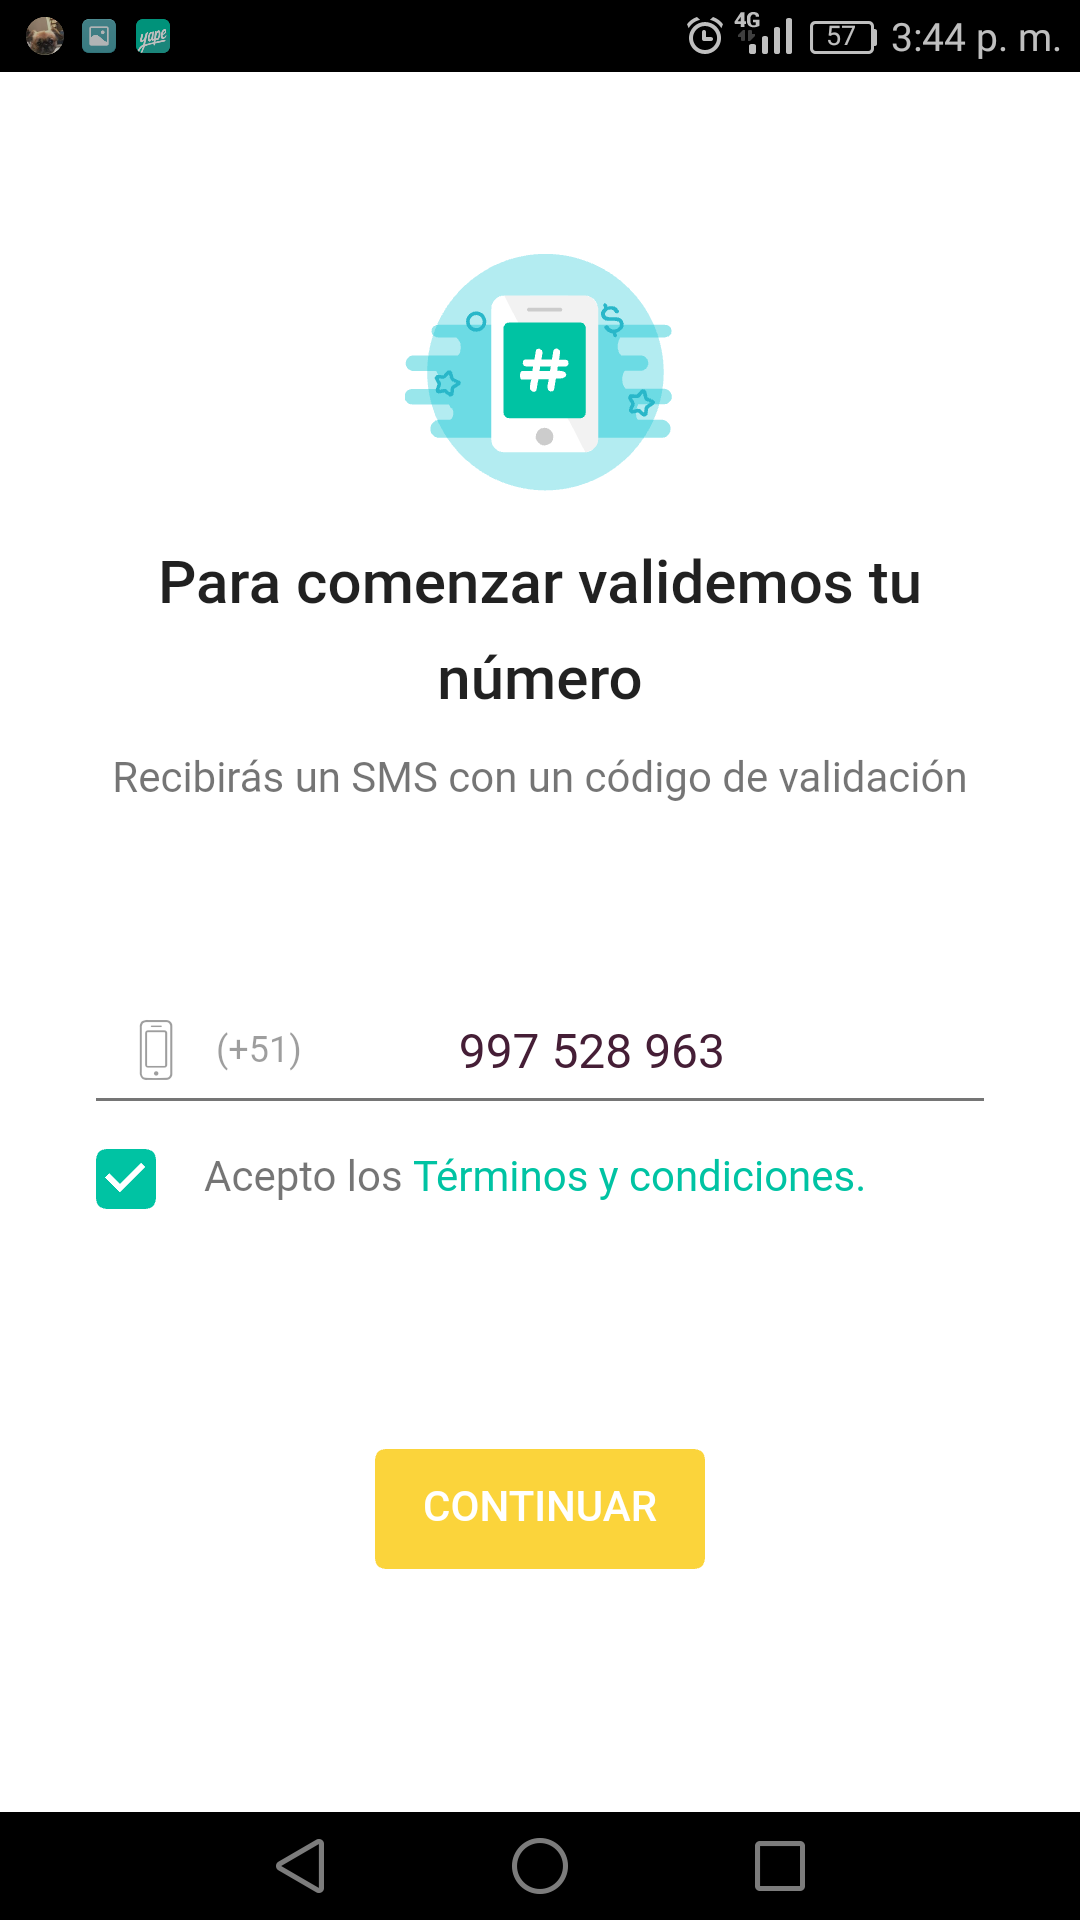 yape 4G 57 3:44 p. m.
#
$
Para comenzar validemos tu
número
Recibirás un SMS con un código de validación
(+51) 997 528 963
Acepto los Términos y condiciones.
CONTINUAR